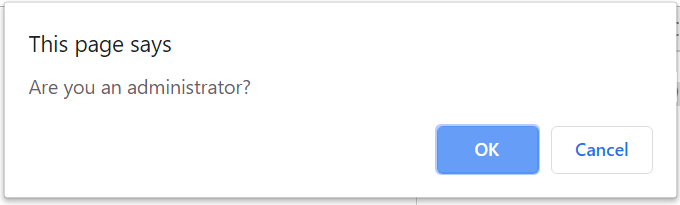 This page says
Are you an administrator?
OK
Cancel